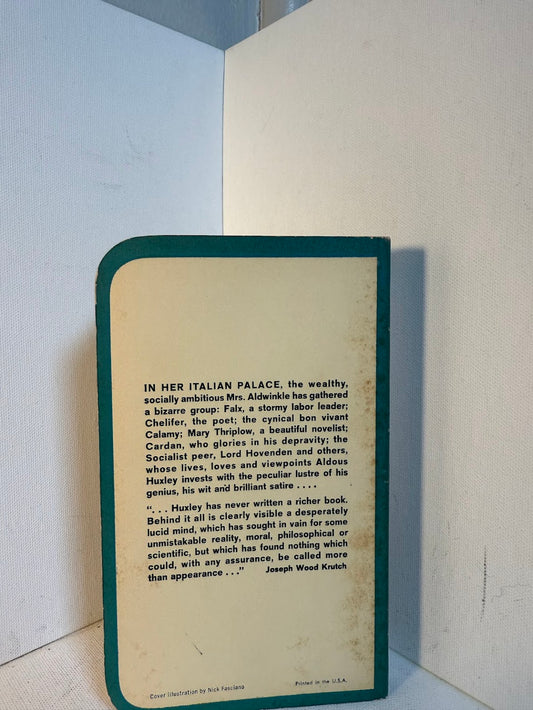 IN HER ITALIAN PALACE, the wealthy,
socially ambitious Mrs. Aldwinkle has gathered
a bizarre group: Falx, a stormy labor leader;
Chelifer, the poet; the cynical bon vivant
Calamy; Mary Thriplow, a beautiful novelist;
Cardan, who glories in his depravity; the
Socialist peer, Lord Hovenden and others,
whose lives, loves and viewpoints Aldous
Huxley invests with the peculiar lustre of his
genius, his wit and brilliant satire . . . .
". . . Huxley has never written a richer book.
Behind it all is clearly visible a desperately
lucid mind, which has sought in vain for some
unmistakable reality, moral, philosophical or
scientific, but which has found nothing which
could, with any assurance, be called more
than appearance . . ." Joseph Wood Krutch
Cover illustration by Nick Fasciano
Printed in the U.S.A.